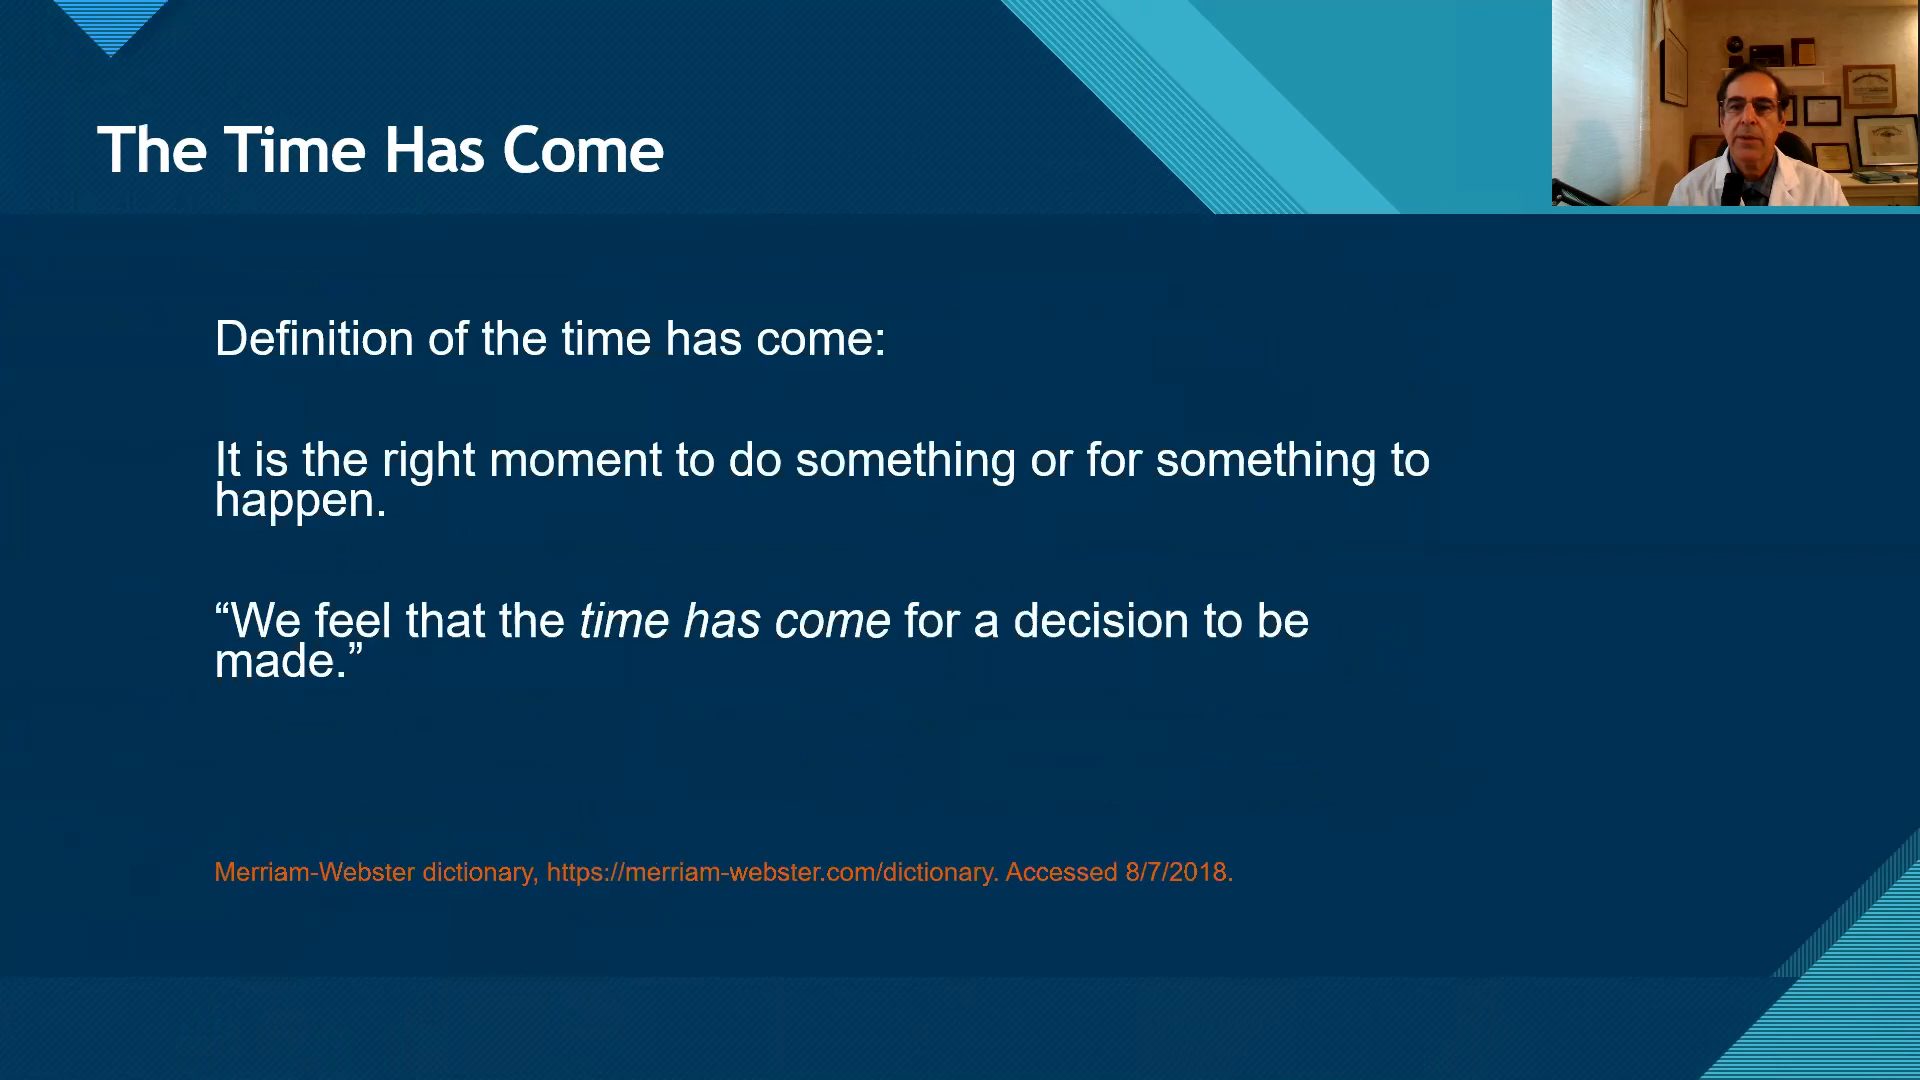 The Time Has Come
Definition of the time has come:
It is the right moment to do something or for something to
happen.
“We feel that the time has come for a decision to be
made.”
Merriam-Webster dictionary, https://merriam-webster.com/dictionary. Accessed 8/7/2018.